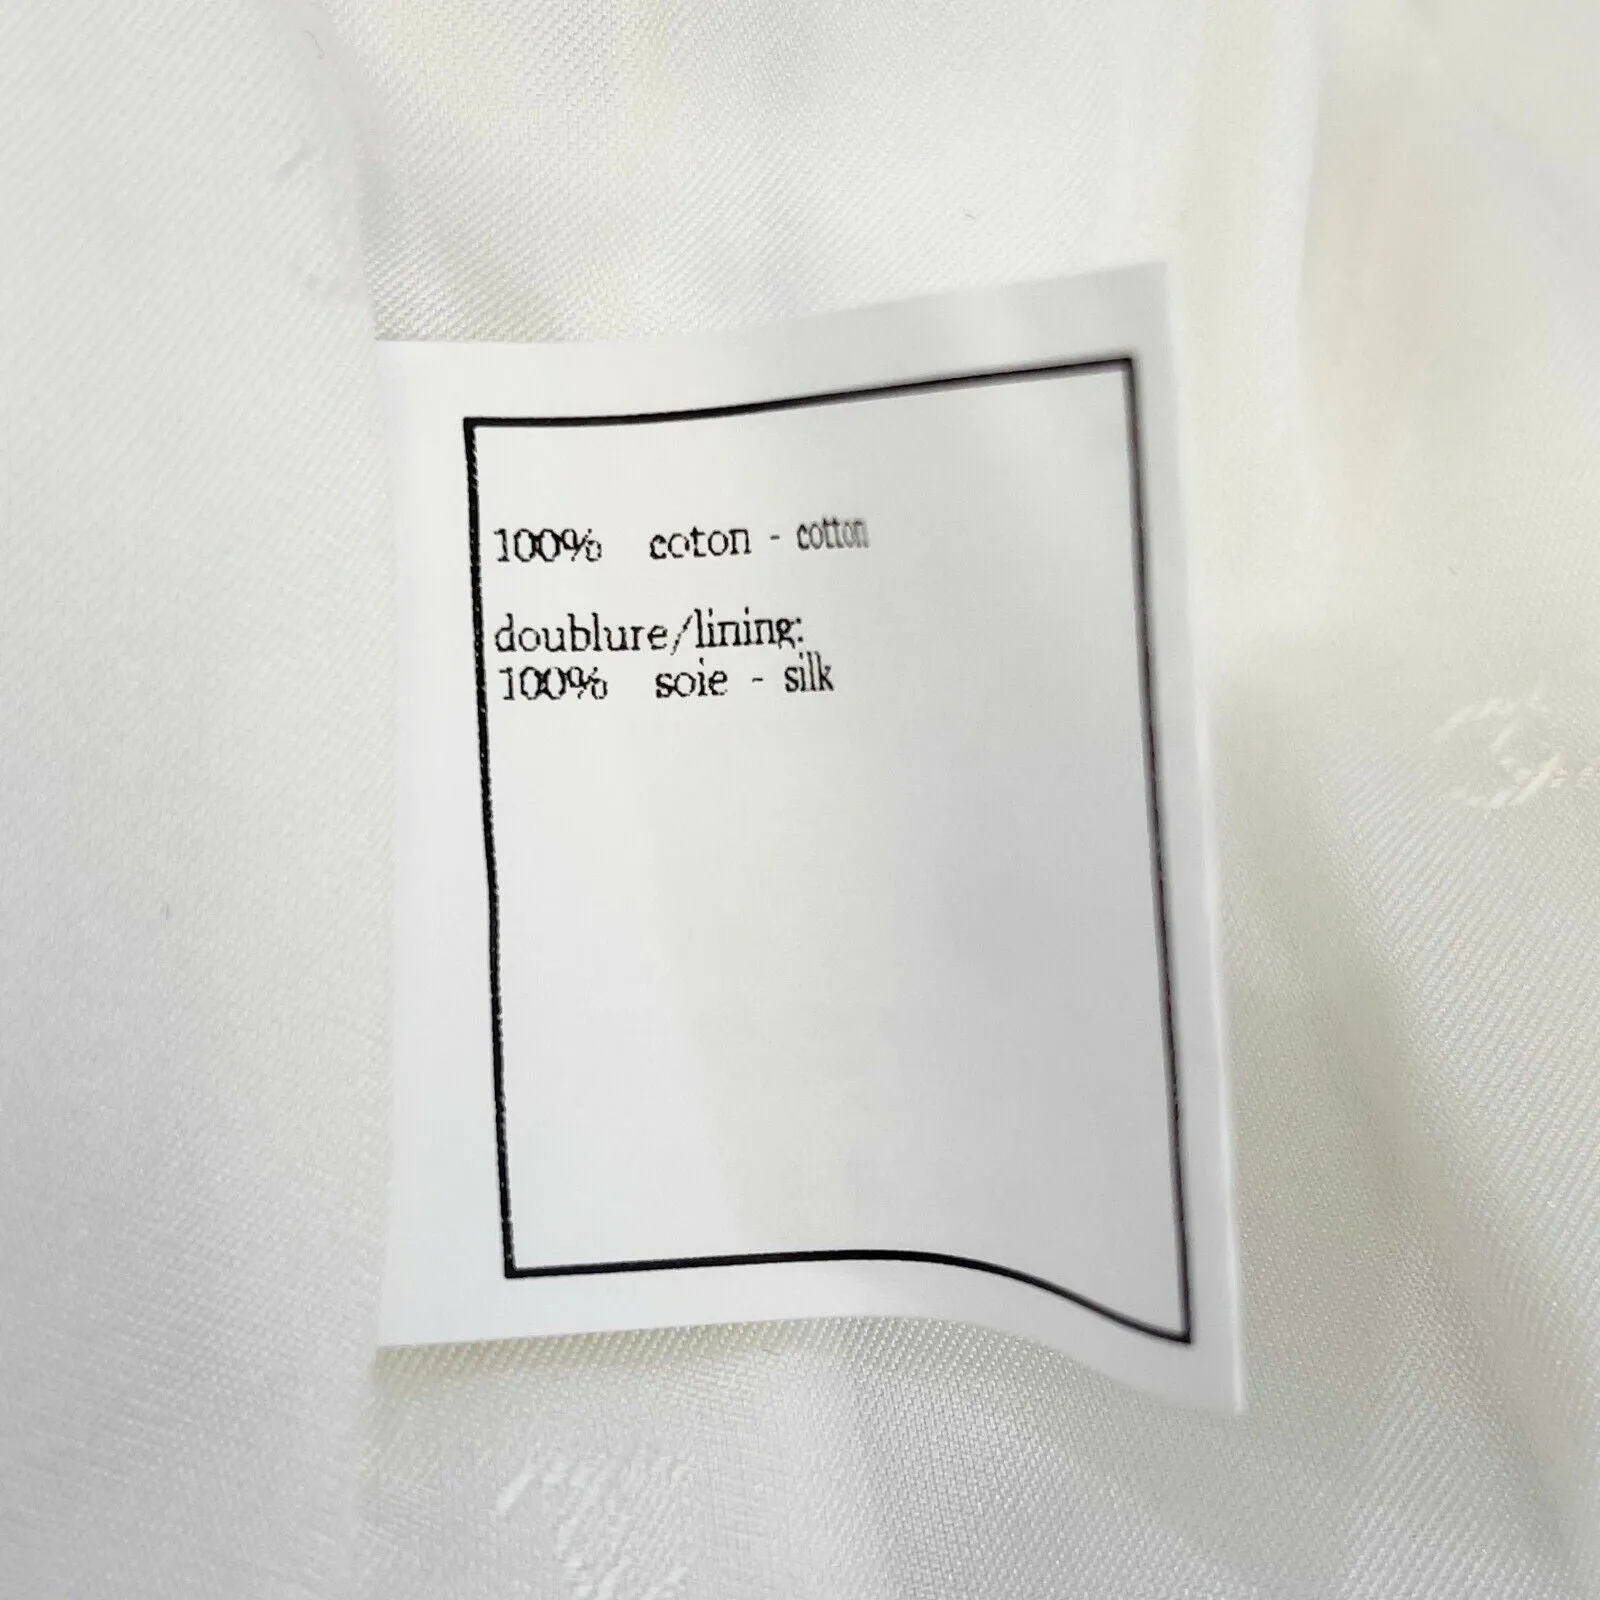 100% coton - cotton
doublure/lining:
100% soie - silk